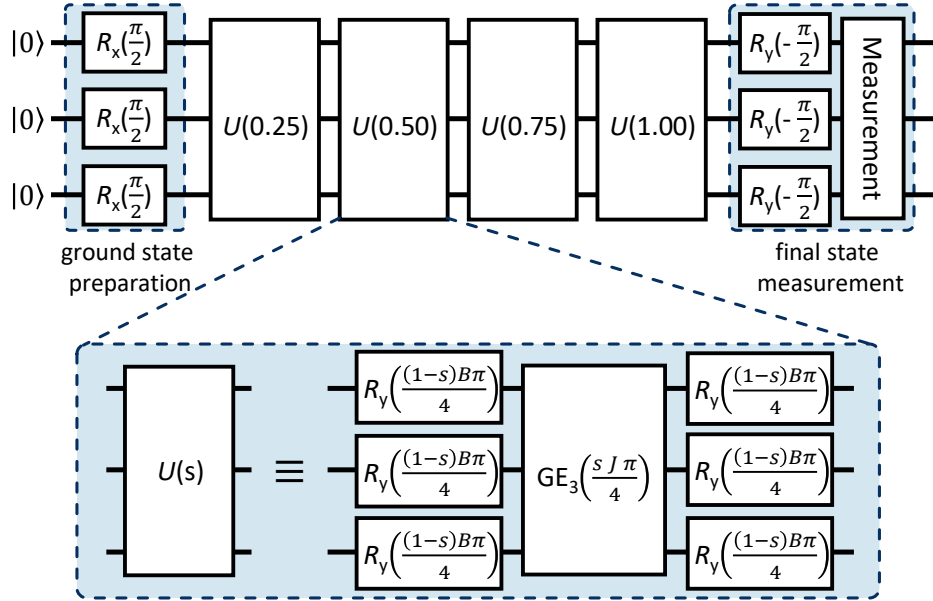 |0⟩ Rx(π/2) Ry(-π/2)
|0⟩ Rx(π/2) U(0.25) U(0.50) U(0.75) U(1.00) Ry(-π/2) Measurement
|0⟩ Rx(π/2) Ry(-π/2)
ground state
preparation
final state
measurement
Ry((1−s)Bπ/4) Ry((1−s)Bπ/4)
U(s) ≡ Ry((1−s)Bπ/4) GE3(s J π/4) Ry((1−s)Bπ/4)
Ry((1−s)Bπ/4) Ry((1−s)Bπ/4)